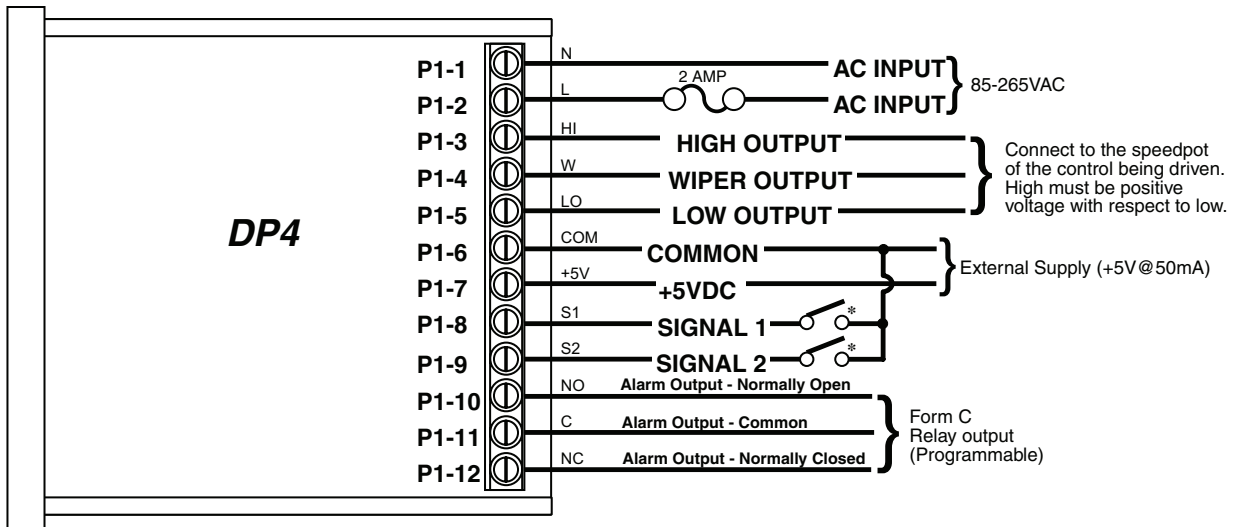 DP4
P1-1 N AC INPUT
85-265VAC
P1-2 L 2 AMP AC INPUT
P1-3 HI HIGH OUTPUT
P1-4 W WIPER OUTPUT
P1-5 LO LOW OUTPUT
Connect to the speedpot
of the control being driven.
High must be positive
voltage with respect to low.
P1-6 COM COMMON
P1-7 +5V +5VDC
External Supply (+5V@50mA)
P1-8 S1 SIGNAL 1 *
P1-9 S2 SIGNAL 2 *
P1-10 NO Alarm Output - Normally Open
P1-11 C Alarm Output - Common
P1-12 NC Alarm Output - Normally Closed
Form C
Relay output
(Programmable)